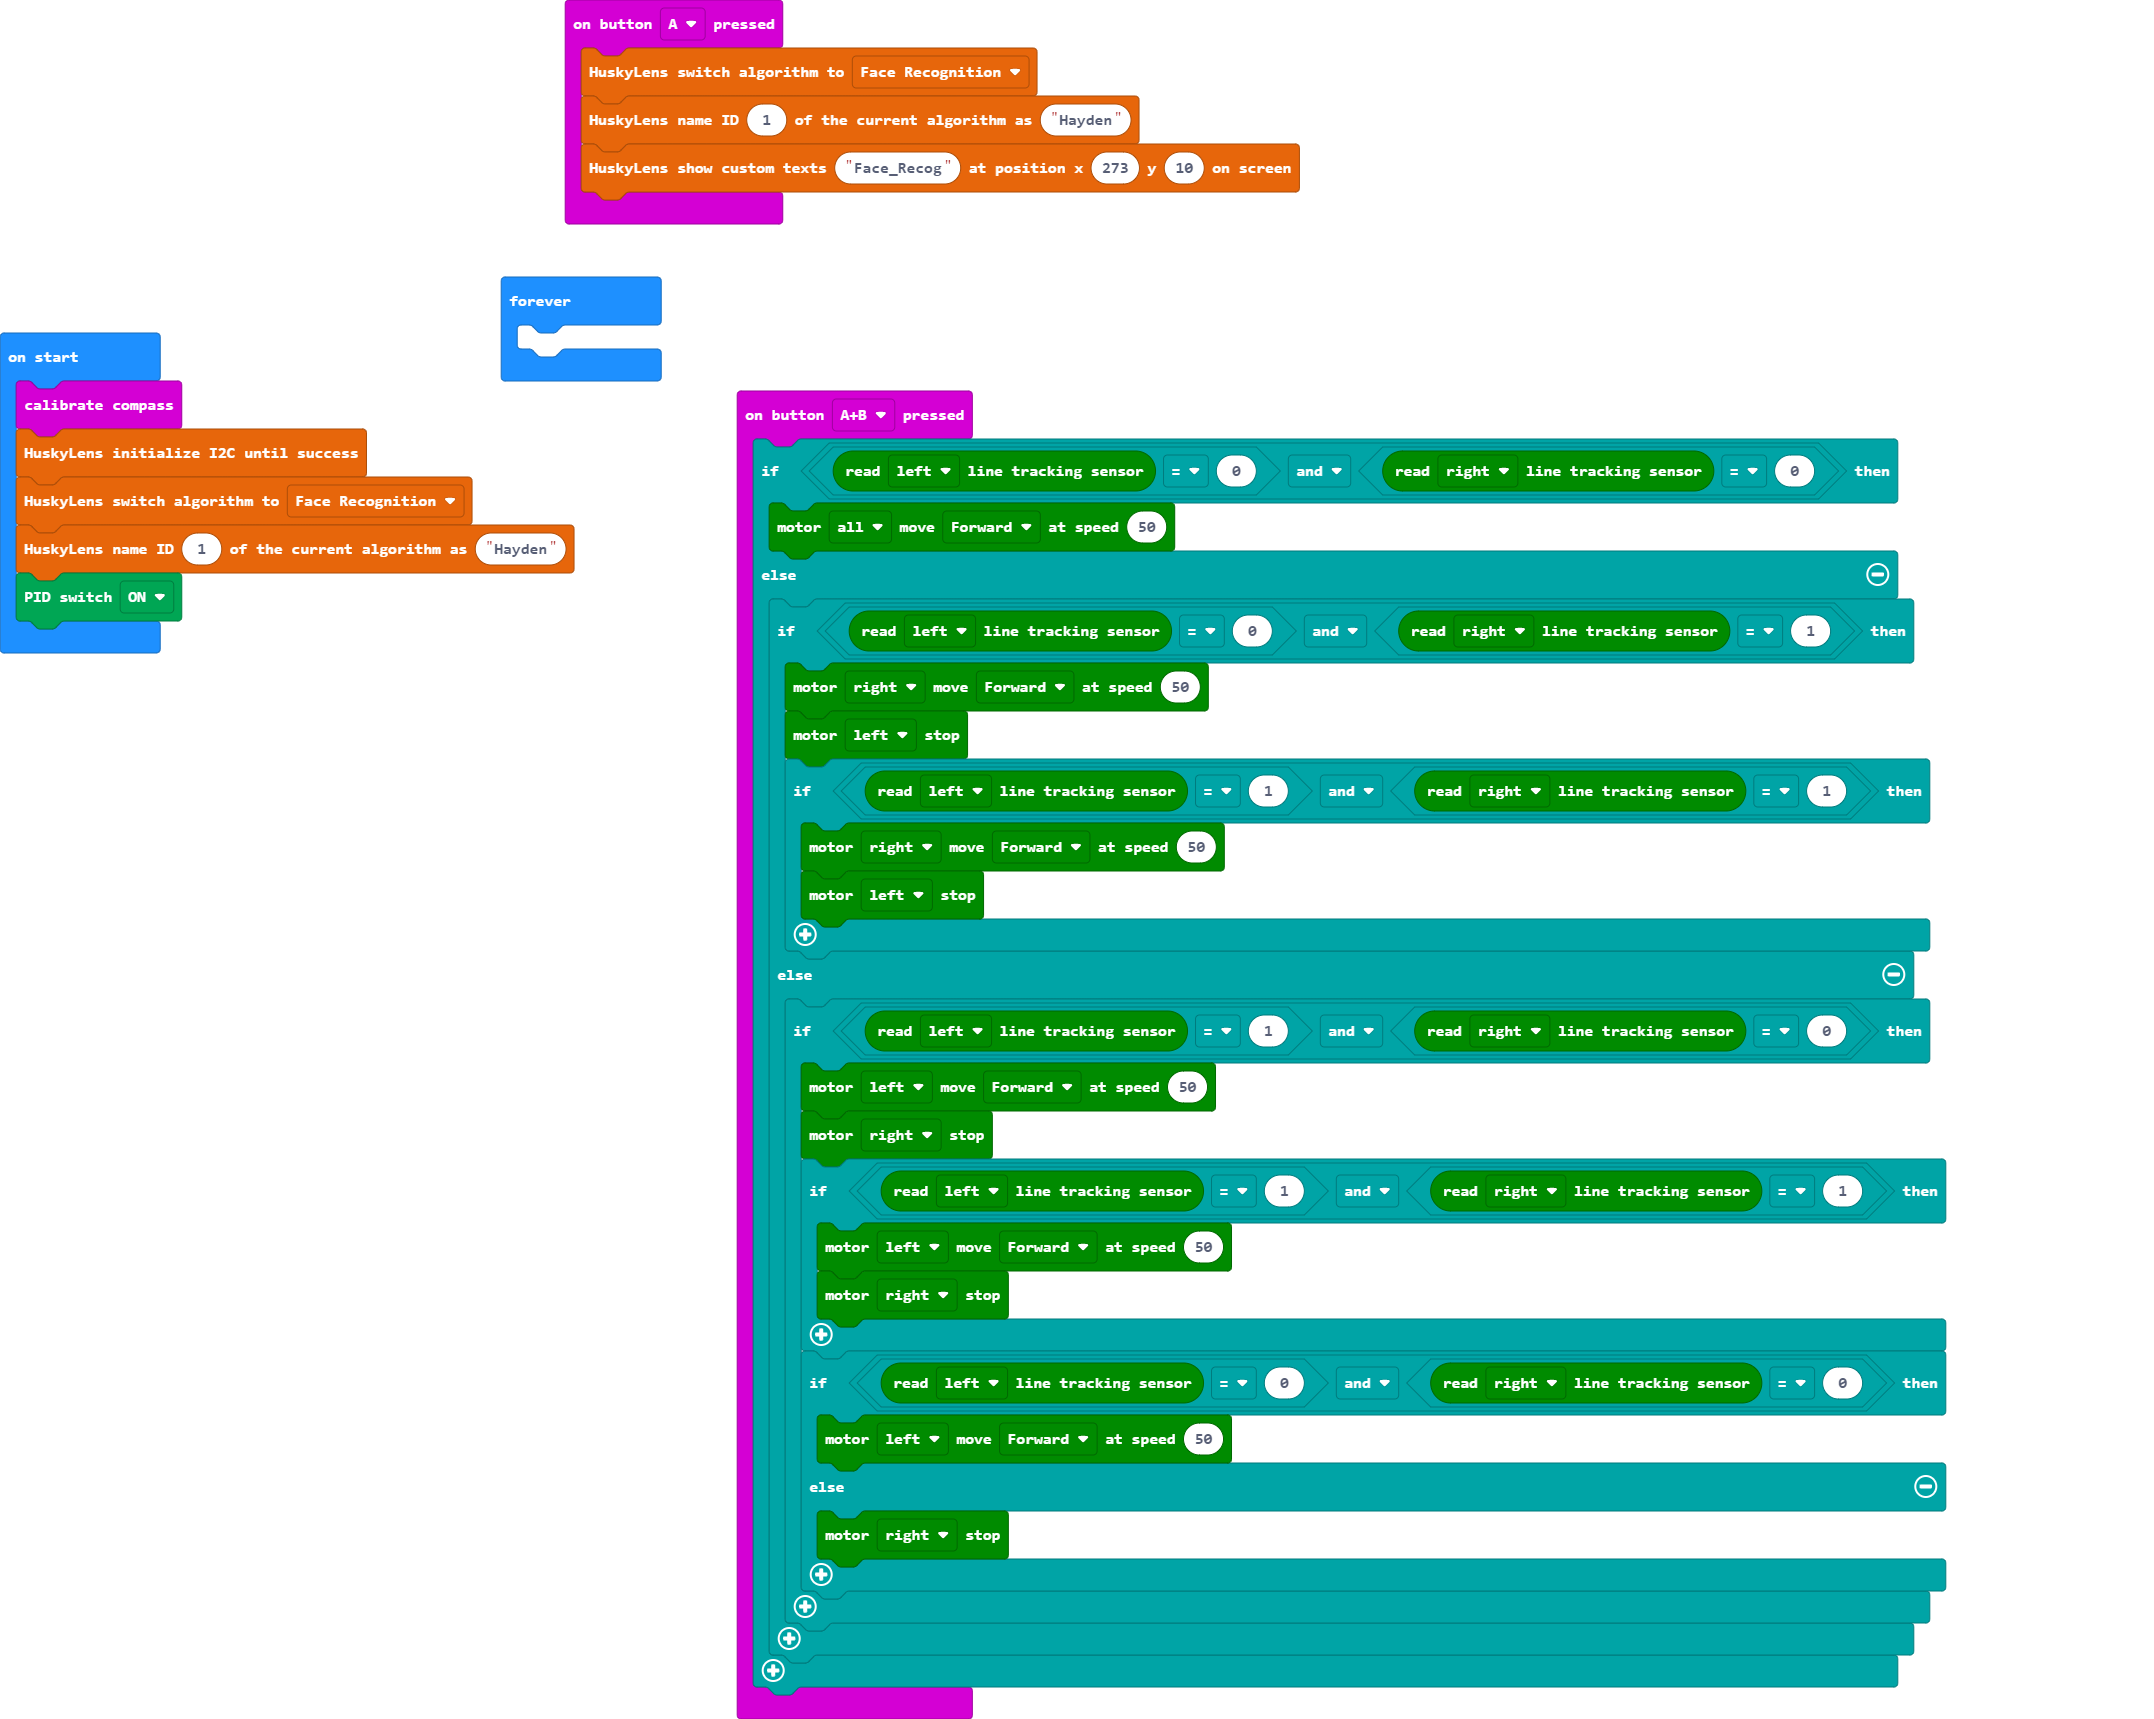 on button A pressed
HuskyLens switch algorithm to Face Recognition
HuskyLens name ID 1 of the current algorithm as "Hayden"
HuskyLens show custom texts "Face_Recog" at position x 273 y 10 on screen
forever
on start
calibrate compass
HuskyLens initialize I2C until success
HuskyLens switch algorithm to Face Recognition
HuskyLens name ID 1 of the current algorithm as "Hayden"
PID switch ON
on button A+B pressed
if read left line tracking sensor = 0 and read right line tracking sensor = 0 then
motor all move Forward at speed 50
else
if read left line tracking sensor = 0 and read right line tracking sensor = 1 then
motor right move Forward at speed 50
motor left stop
if read left line tracking sensor = 1 and read right line tracking sensor = 1 then
motor right move Forward at speed 50
motor left stop
else
if read left line tracking sensor = 1 and read right line tracking sensor = 0 then
motor left move Forward at speed 50
motor right stop
if read left line tracking sensor = 1 and read right line tracking sensor = 1 then
motor left move Forward at speed 50
motor right stop
if read left line tracking sensor = 0 and read right line tracking sensor = 0 then
motor left move Forward at speed 50
else
motor right stop